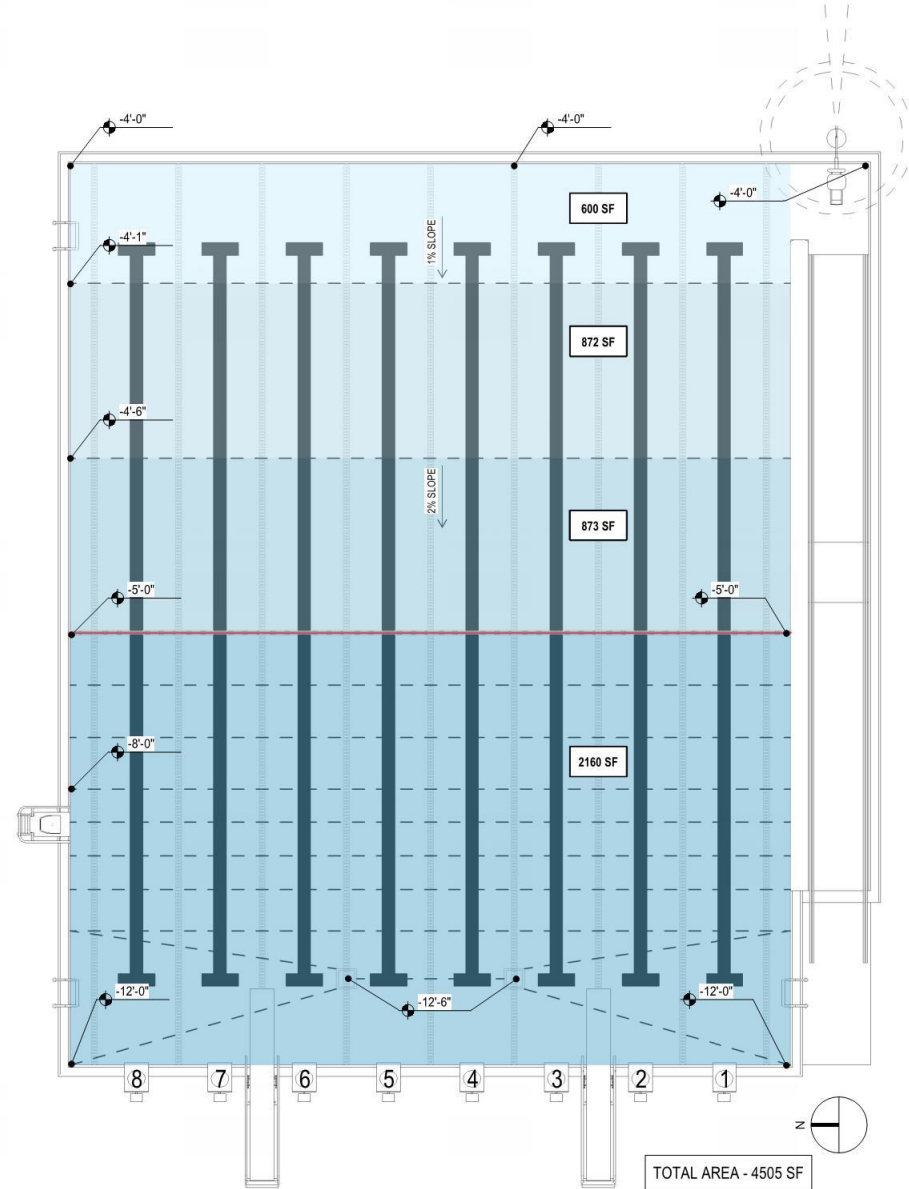 -4'-0"
-4'-0"
-4'-0"
600 SF
-4'-1"
1% SLOPE
872 SF
-4'-6"
2% SLOPE
873 SF
-5'-0"
-5'-0"
-8'-0"
2160 SF
-12'-0"
-12'-6"
-12'-0"
8 7 6 5 4 3 2 1
N
TOTAL AREA - 4505 SF